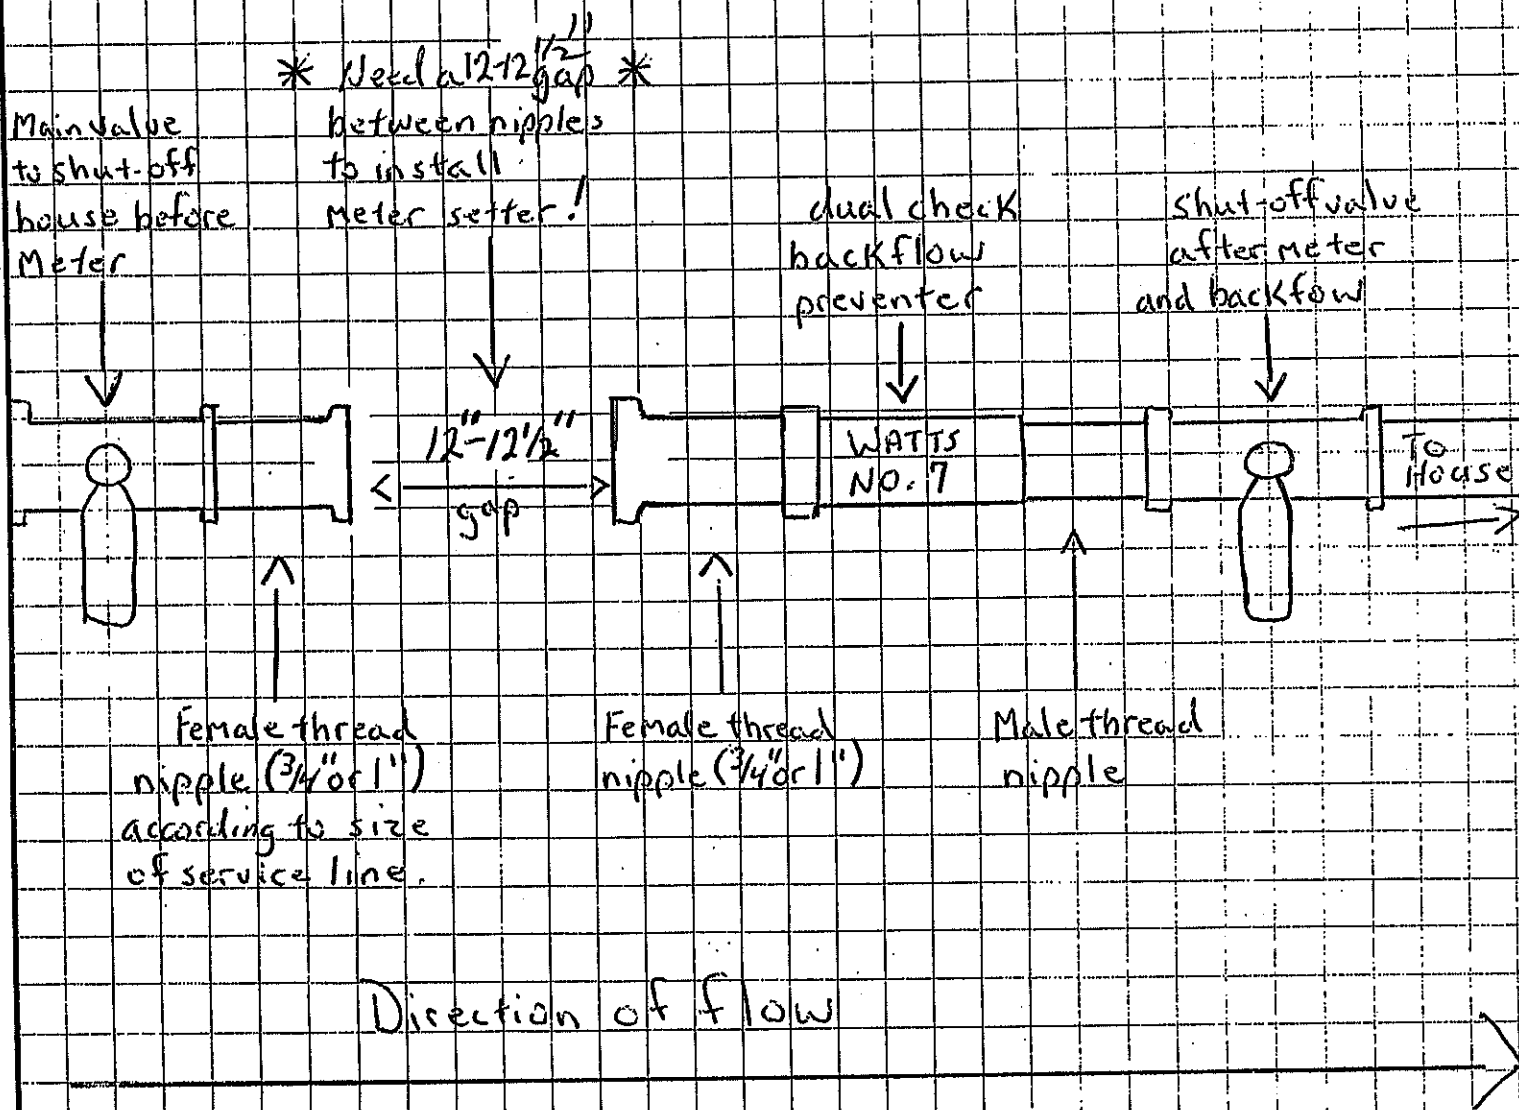 * Need a 12-12 1/2" gap *
between nipples
to install
Meter setter!
Main value
to shut-off
house before
Meter
dual check
backflow
preventer
shut-off value
after meter
and backfow
12"-12 1/2"
gap
WATTS
NO. 7
To
House
Female thread
nipple (3/4" or 1")
according to size
of service line.
Female thread
nipple (3/4" or 1")
Male thread
nipple
Direction of flow